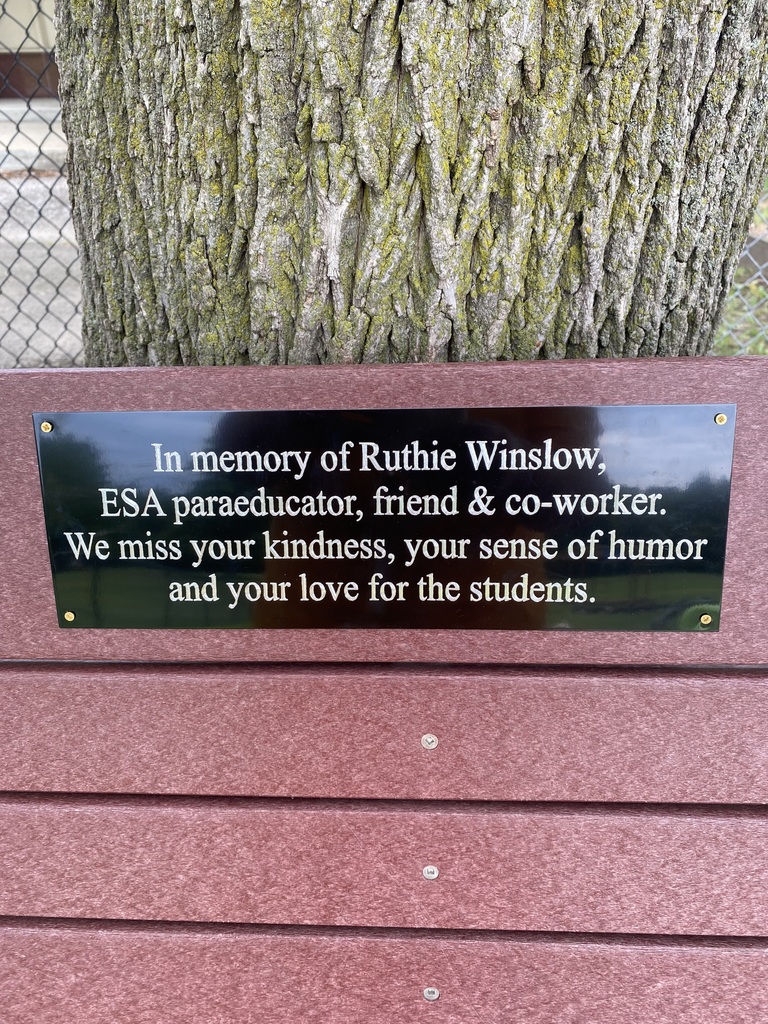 In memory of Ruthie Winslow,
ESA paraeducator, friend & co-worker.
We miss your kindness, your sense of humor
and your love for the students.